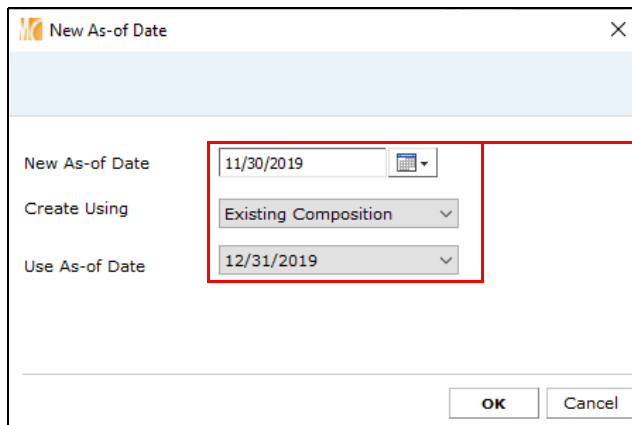 New As-of Date
New As-of Date 11/30/2019
Create Using Existing Composition
Use As-of Date 12/31/2019
OK Cancel